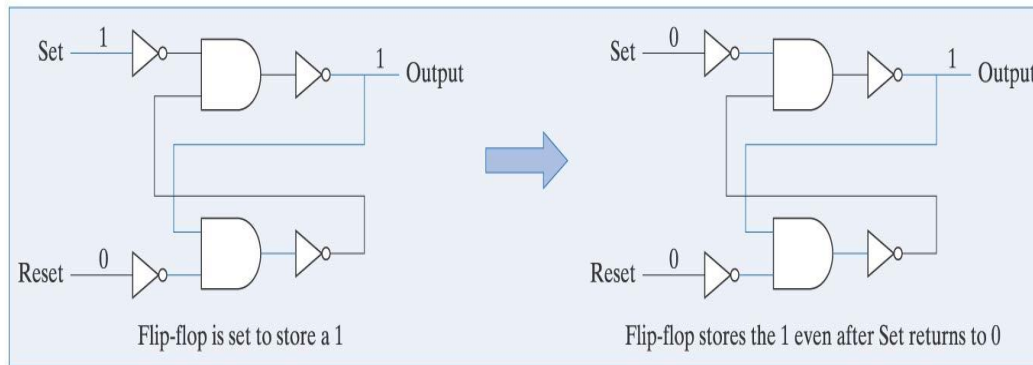 Set 1 1 Output
Reset 0
Flip-flop is set to store a 1
Set 0 1 Output
Reset 0
Flip-flop stores the 1 even after Set returns to 0